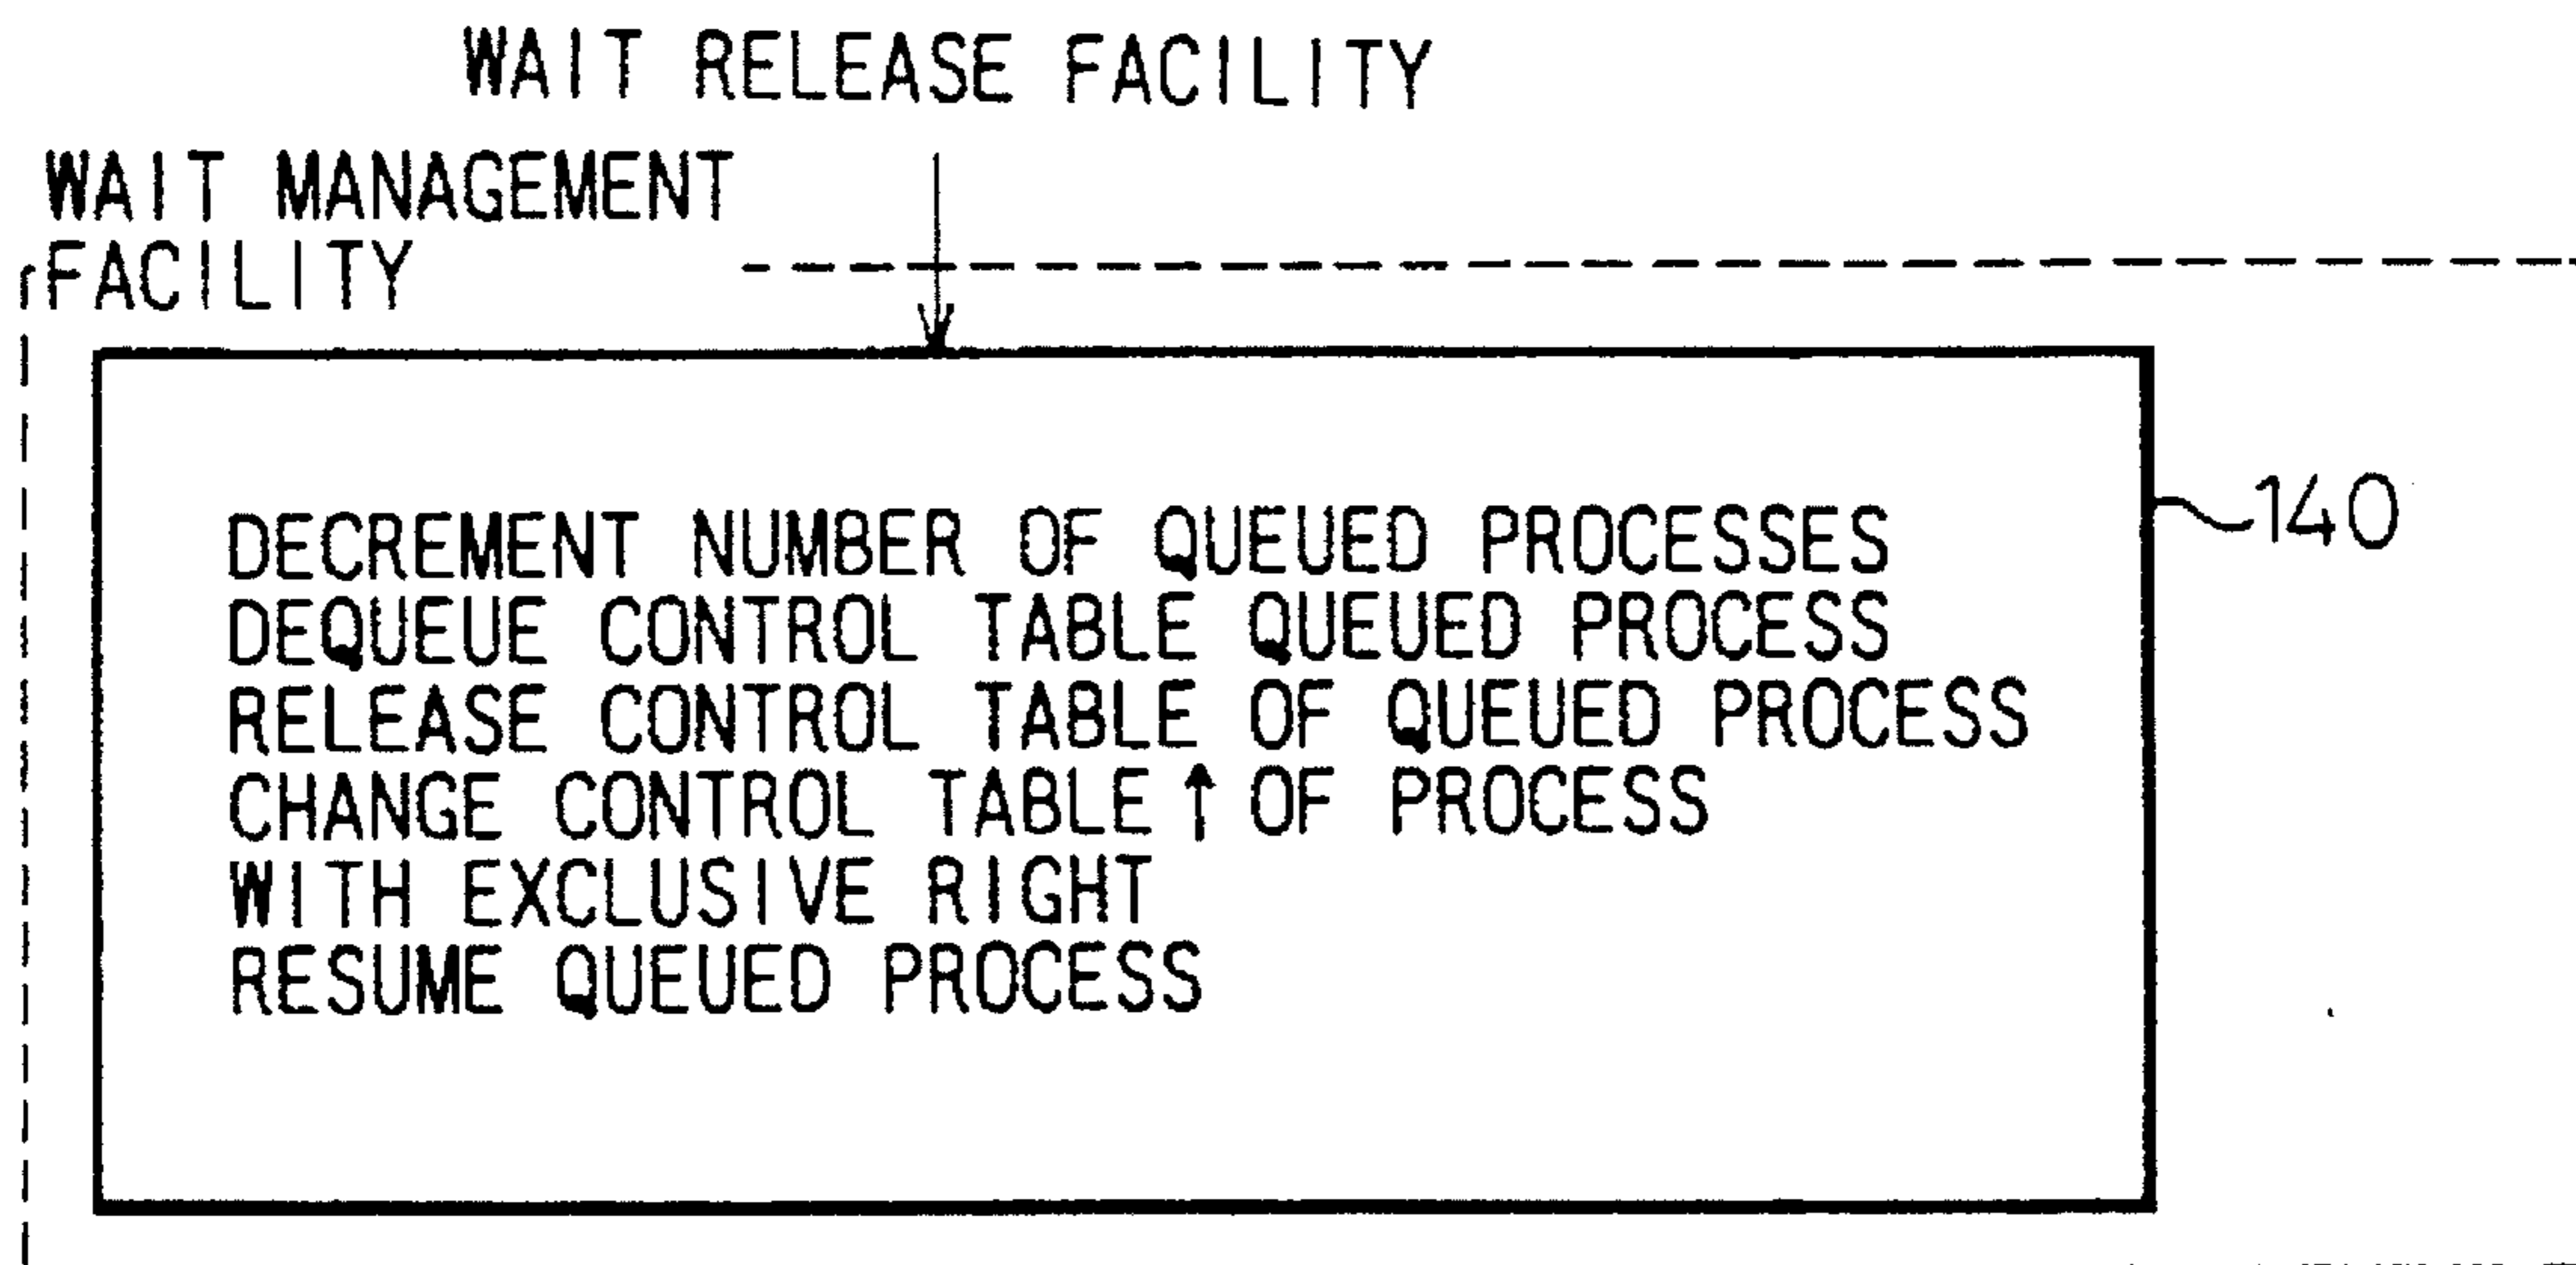 WAIT RELEASE FACILITY
WAIT MANAGEMENT
FACILITY
DECREMENT NUMBER OF QUEUED PROCESSES
DEQUEUE CONTROL TABLE QUEUED PROCESS
RELEASE CONTROL TABLE OF QUEUED PROCESS
CHANGE CONTROL TABLE ↑ OF PROCESS
WITH EXCLUSIVE RIGHT
RESUME QUEUED PROCESS
140